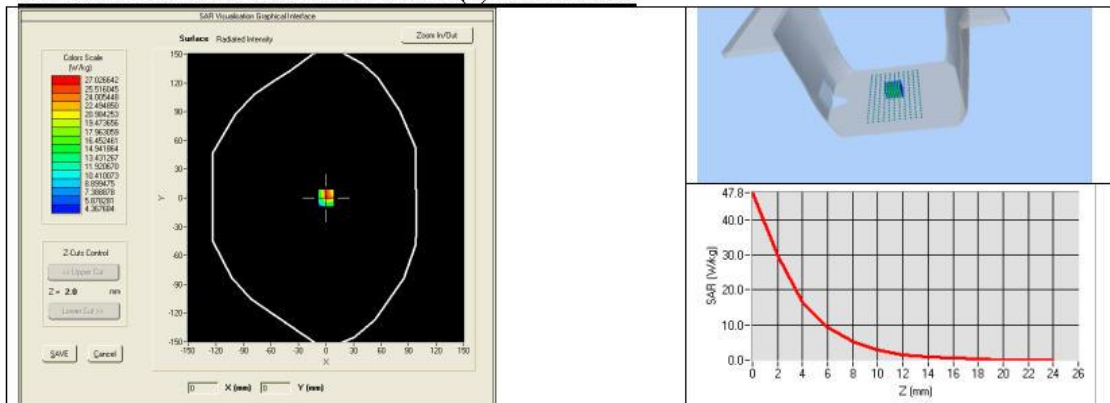 SAR Visualisation Graphical Interface
Surface Radiated Intensity
Zoom In/Out
Colors Scale
(W/kg)
27.026642
25.516045
24.005448
22.494850
20.984253
19.473656
17.963059
16.452461
14.941864
13.431267
11.920670
10.410073
8.899475
7.388878
5.878281
4.367684
150
120
90
60
30
0
-30
-60
-90
-120
-150
Y
-150 -120 -90 -60 -30 0 30 60 90 120 150
X
Z-Cuts Control
<< Upper Cut
Z = 2.0 mm
Lower Cut >>
SAVE Cancel
0 X (mm) 0 Y (mm)
47.8
40.0
30.0
20.0
10.0
0.0
SAR (W/kg)
0 2 4 6 8 10 12 14 16 18 20 22 24 26
Z (mm)